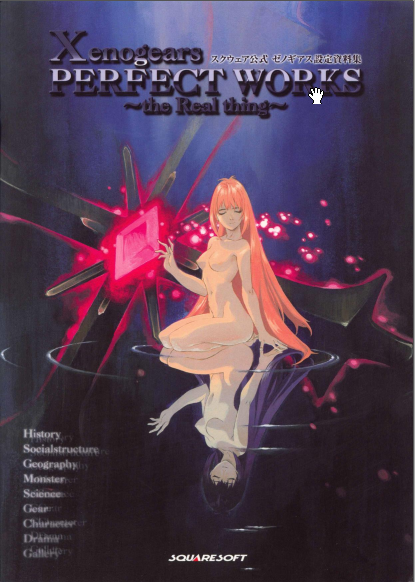 Xenogears
スクウェア公式 ゼノギアス設定資料集
PERFECT WORKS
～the Real thing～
History
Socialstructure
Geography
Monster
Science
Gear
Character
Drama
Gallery
SQUARESOFT